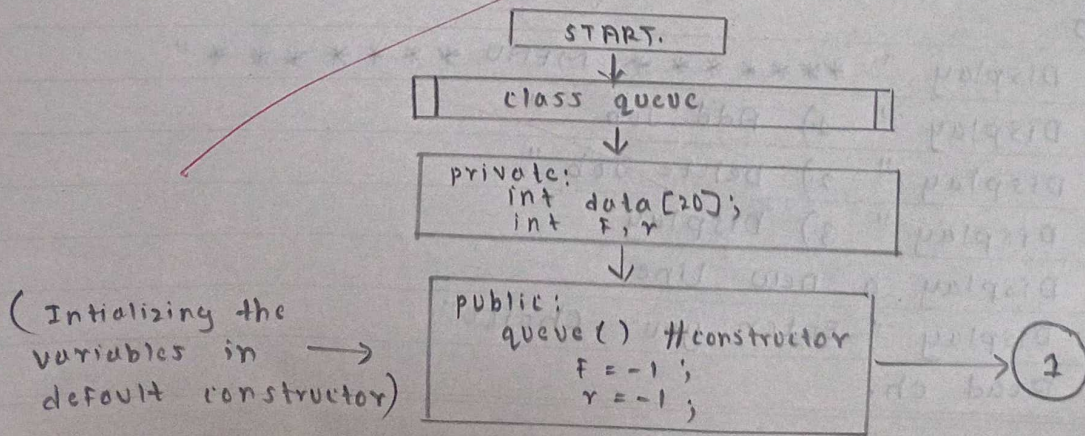 START.
class queue
private:
int data [20];
int F, r
(Intializing the
variables in
default constructor)
public:
queue() #constructor
F = -1 ;
r = -1 ;
1